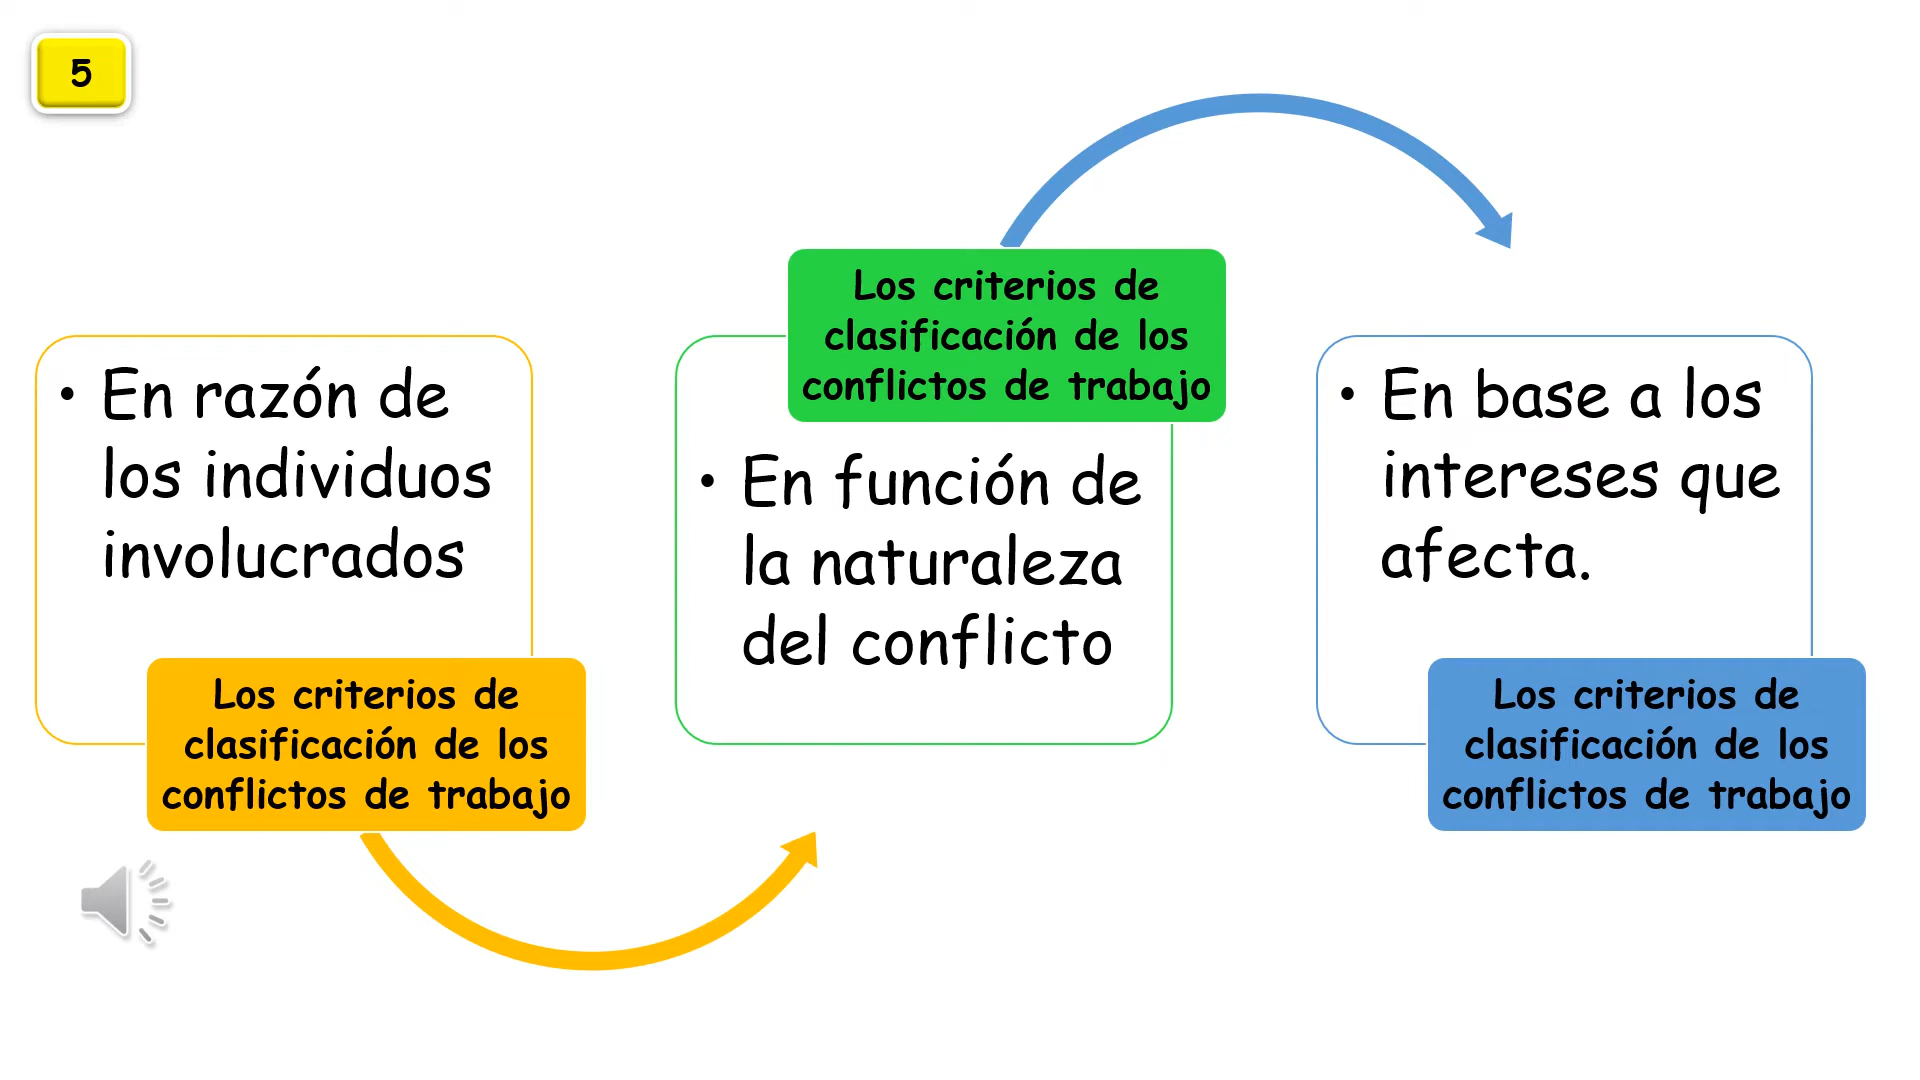 5
• En razón de
los individuos
involucrados
Los criterios de
clasificación de los
conflictos de trabajo
Los criterios de
clasificación de los
conflictos de trabajo
• En función de
la naturaleza
del conflicto
• En base a los
intereses que
afecta.
Los criterios de
clasificación de los
conflictos de trabajo